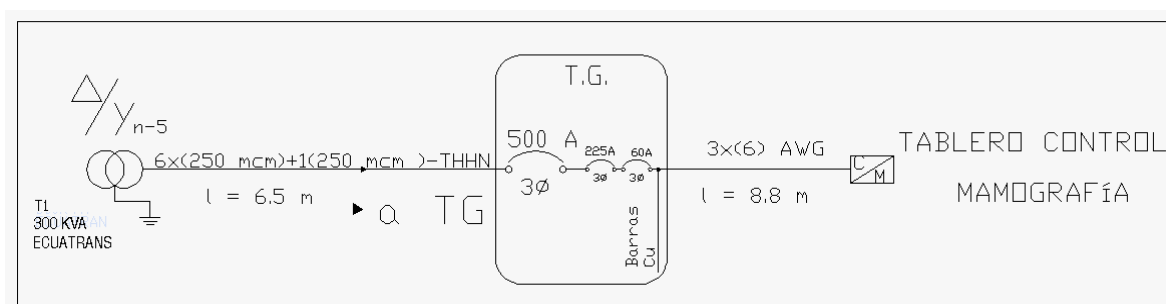 Δ/Yn-5
T1
300 KVA
ECUATRANS
6x(250 mcm)+1(250 mcm )-THHN
l = 6.5 m
a TG
T.G.
500 A
3ø
225A
3ø
60A
3ø
Barras
Cu
3x(6) AWG
l = 8.8 m
C/M
TABLERO CONTROL
MAMOGRAFíA